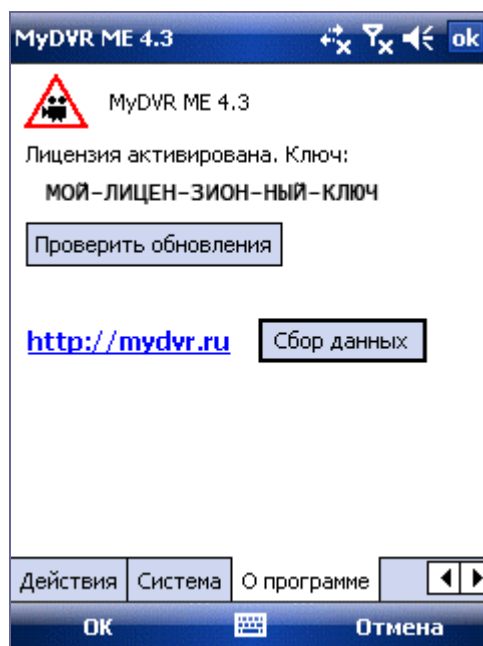 MyDVR ME 4.3
ok
MyDVR ME 4.3
Лицензия активирована. Ключ:
МОЙ-ЛИЦЕН-ЗИОН-НЫЙ-КЛЮЧ
Проверить обновления
http://mydvr.ru Сбор данных
Действия Система О программе
ОК Отмена